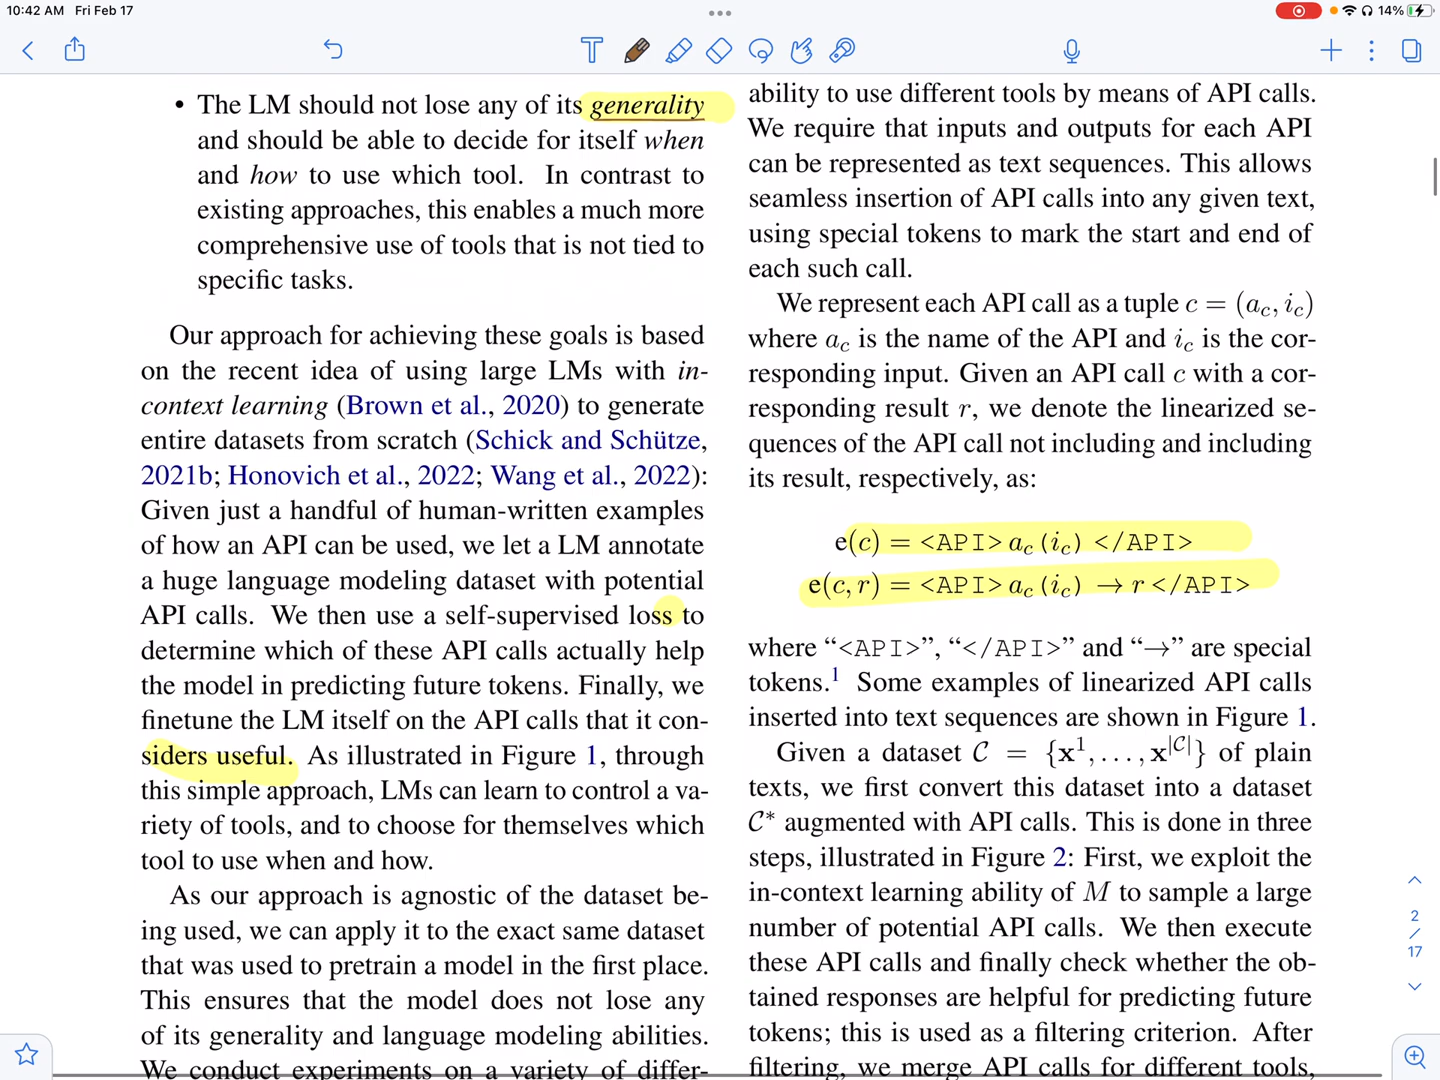 10:42 AM Fri Feb 17
14%
• The LM should not lose any of its generality
and should be able to decide for itself when
and how to use which tool. In contrast to
existing approaches, this enables a much more
comprehensive use of tools that is not tied to
specific tasks.
Our approach for achieving these goals is based
on the recent idea of using large LMs with in-
context learning (Brown et al., 2020) to generate
entire datasets from scratch (Schick and Schütze,
2021b; Honovich et al., 2022; Wang et al., 2022):
Given just a handful of human-written examples
of how an API can be used, we let a LM annotate
a huge language modeling dataset with potential
API calls. We then use a self-supervised loss to
determine which of these API calls actually help
the model in predicting future tokens. Finally, we
finetune the LM itself on the API calls that it con-
siders useful. As illustrated in Figure 1, through
this simple approach, LMs can learn to control a va-
riety of tools, and to choose for themselves which
tool to use when and how.
As our approach is agnostic of the dataset be-
ing used, we can apply it to the exact same dataset
that was used to pretrain a model in the first place.
This ensures that the model does not lose any
of its generality and language modeling abilities.
We conduct experiments on a variety of differ-
ability to use different tools by means of API calls.
We require that inputs and outputs for each API
can be represented as text sequences. This allows
seamless insertion of API calls into any given text,
using special tokens to mark the start and end of
each such call.
We represent each API call as a tuple c = (a_c, i_c)
where a_c is the name of the API and i_c is the cor-
responding input. Given an API call c with a cor-
responding result r, we denote the linearized se-
quences of the API call not including and including
its result, respectively, as:
e(c) = <API> a_c(i_c) </API>
e(c, r) = <API> a_c(i_c) → r </API>
where “<API>”, “</API>” and “→” are special
tokens.¹ Some examples of linearized API calls
inserted into text sequences are shown in Figure 1.
Given a dataset C = {x¹, . . . , x^|C|} of plain
texts, we first convert this dataset into a dataset
C* augmented with API calls. This is done in three
steps, illustrated in Figure 2: First, we exploit the
in-context learning ability of M to sample a large
number of potential API calls. We then execute
these API calls and finally check whether the ob-
tained responses are helpful for predicting future
tokens; this is used as a filtering criterion. After
filtering, we merge API calls for different tools,
2
/
17